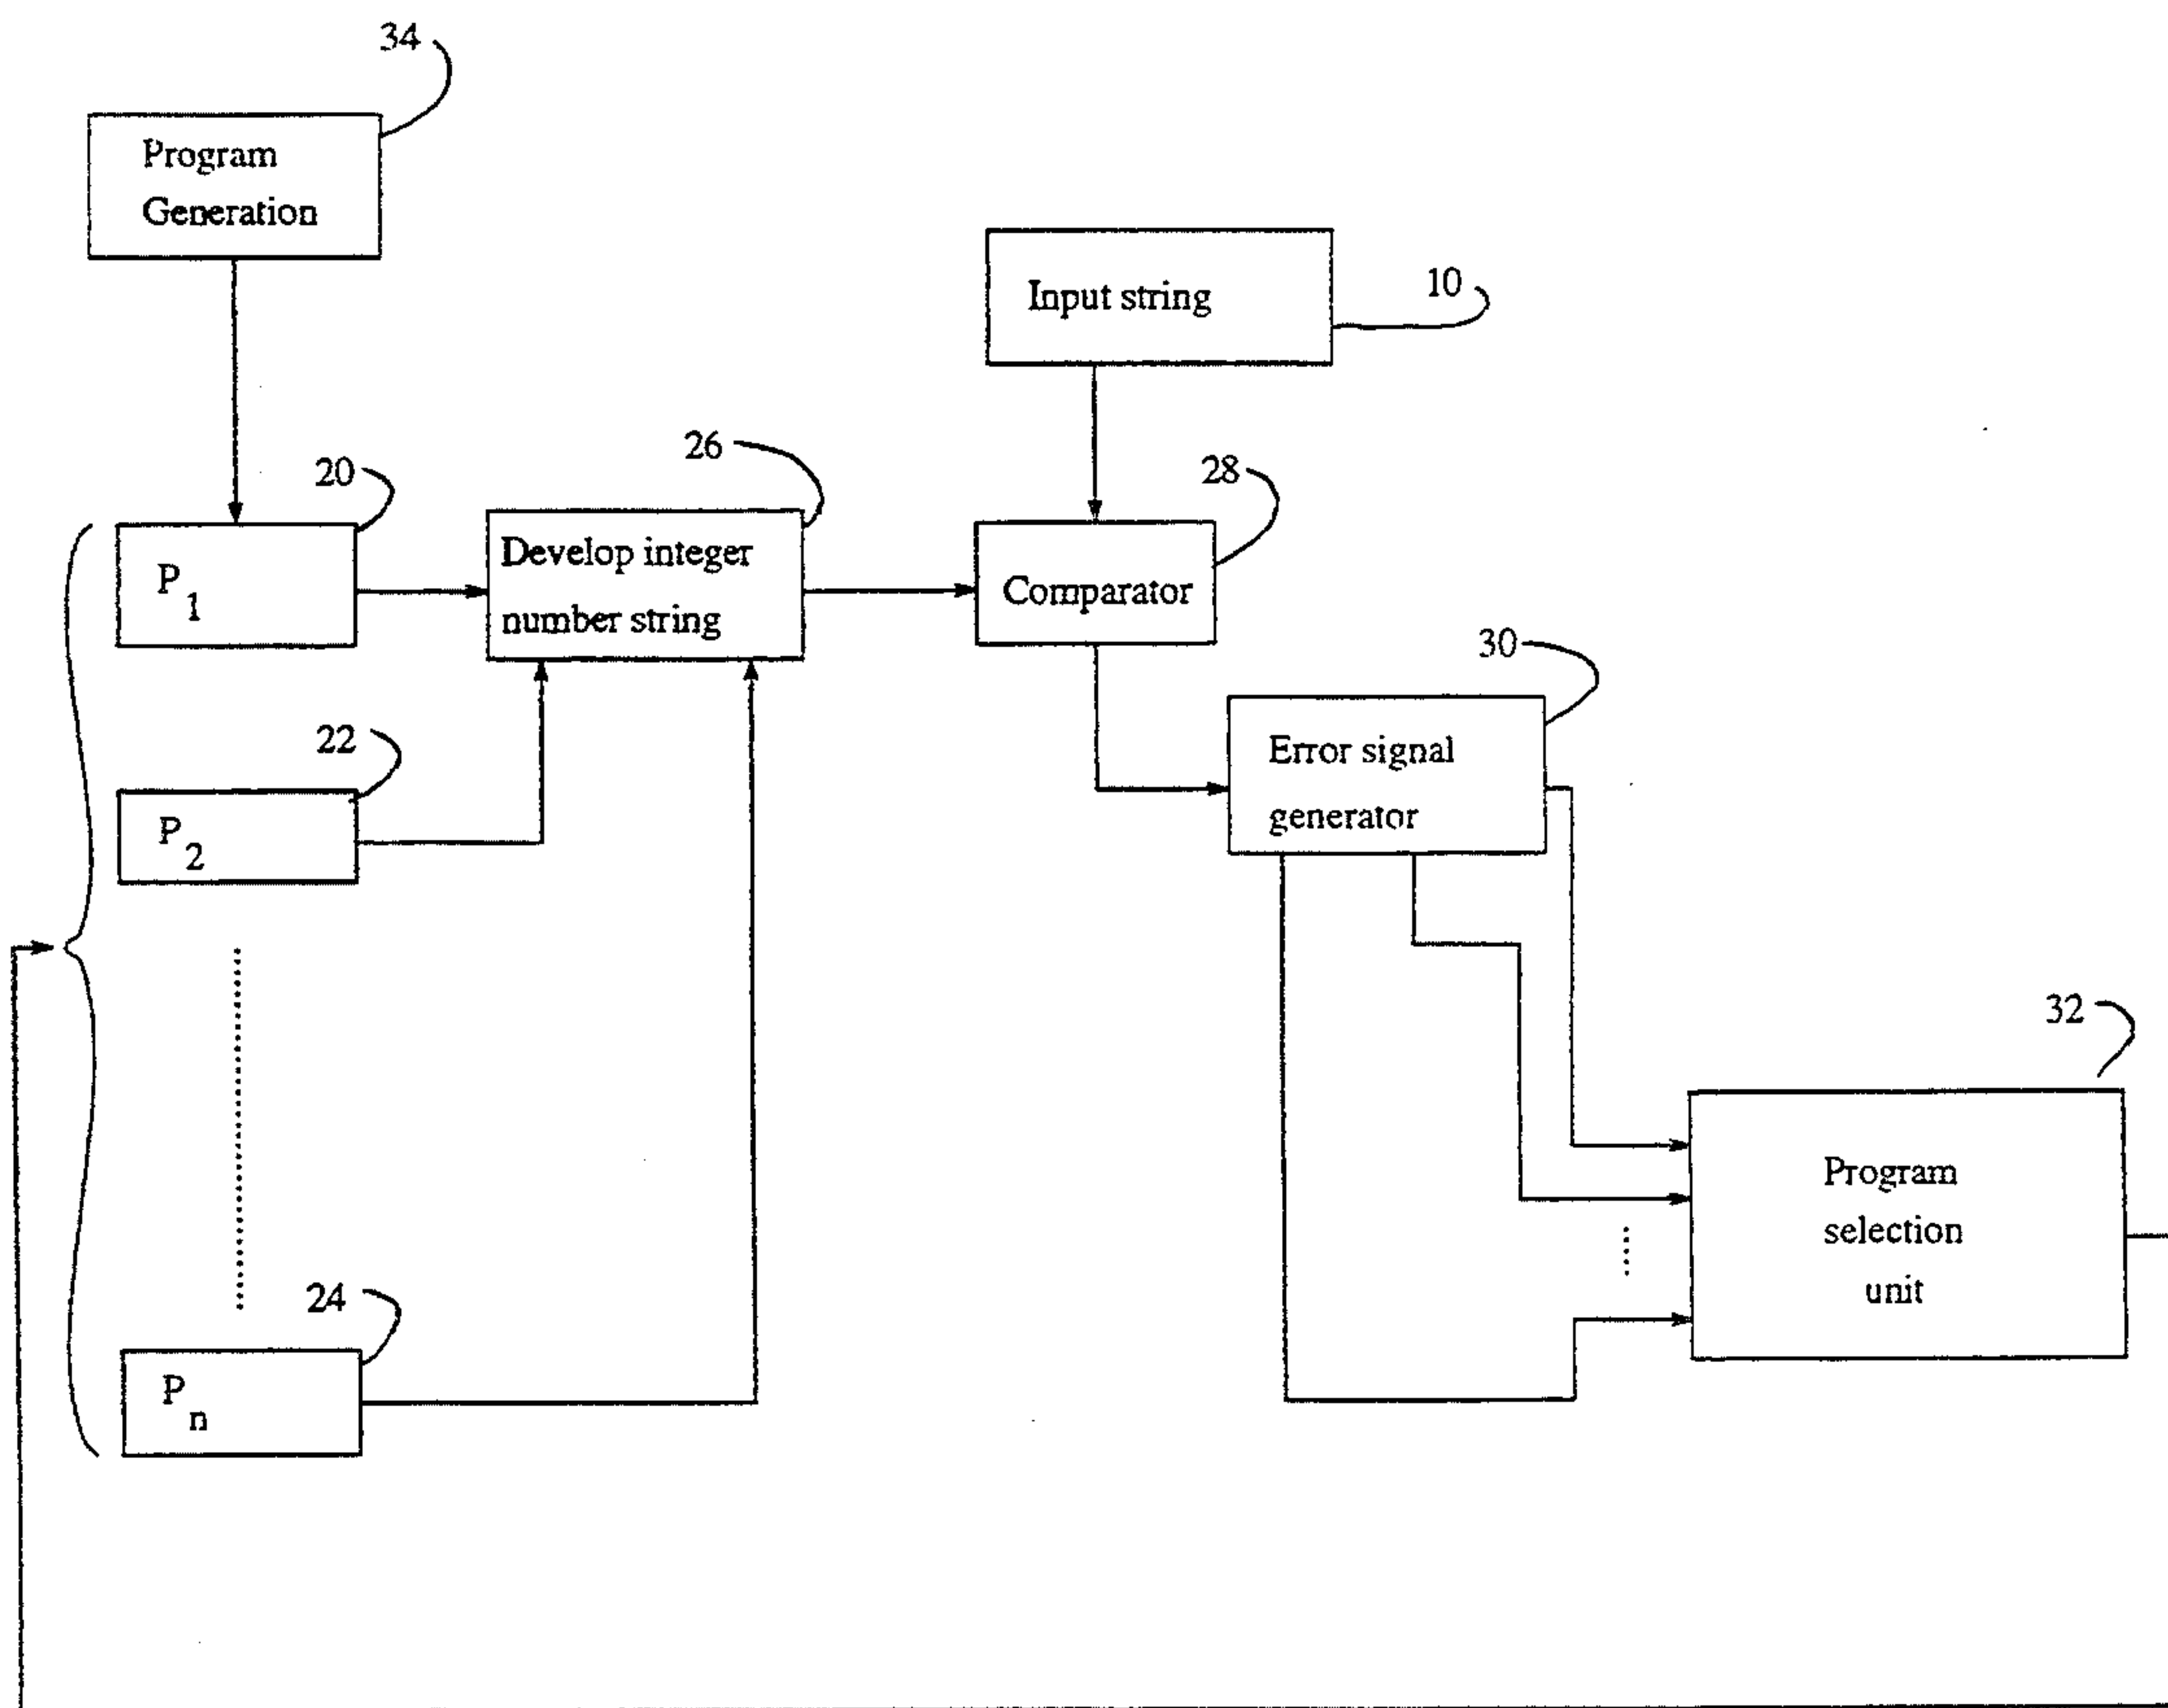 34
Program
Generation
Input string
10
20
26
28
P1
Develop integer
number string
Comparator
30
22
P2
Error signal
generator
32
Program
selection
unit
24
Pn